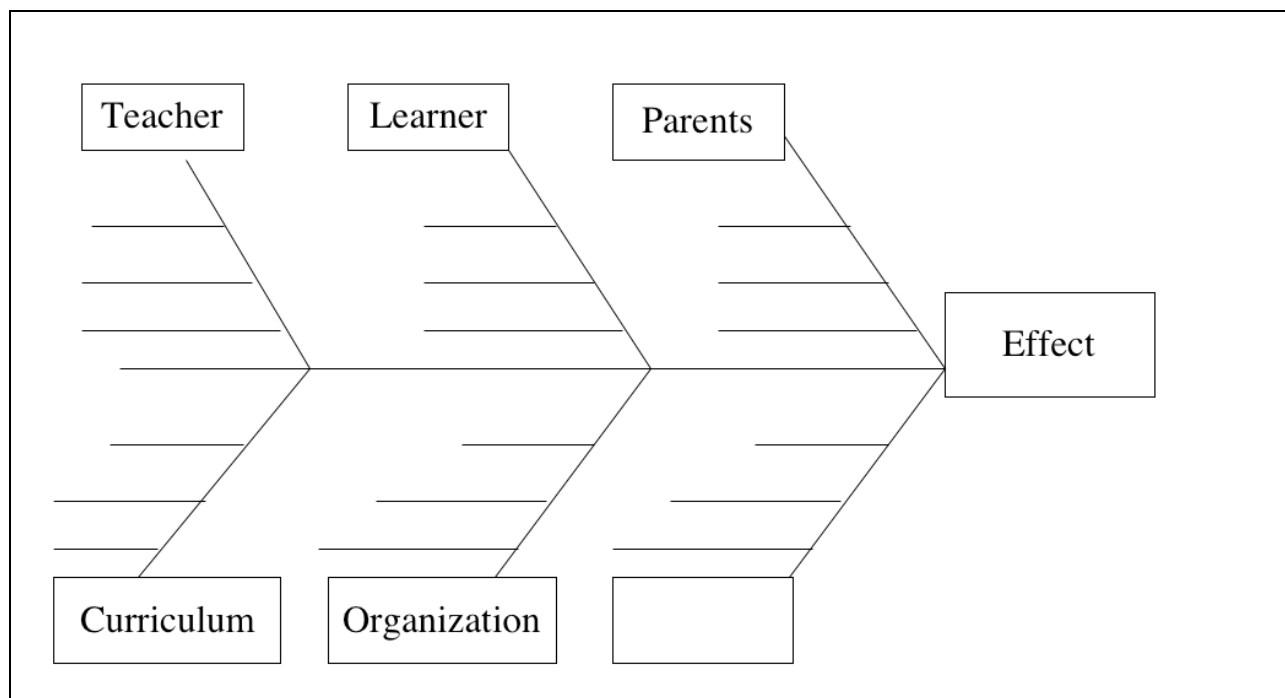 Teacher
Learner
Parents
Effect
Curriculum
Organization